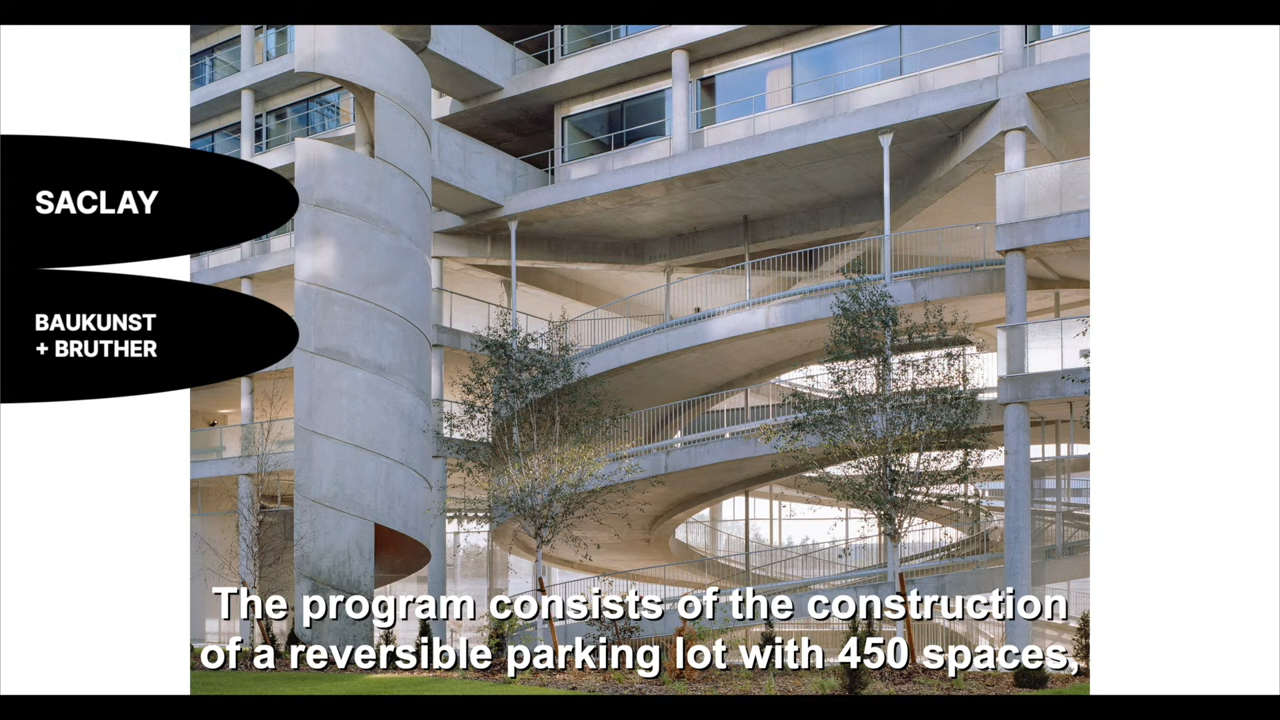 SACLAY
BAUKUNST
+ BRUTHER
The program consists of the construction
of a reversible parking lot with 450 spaces,